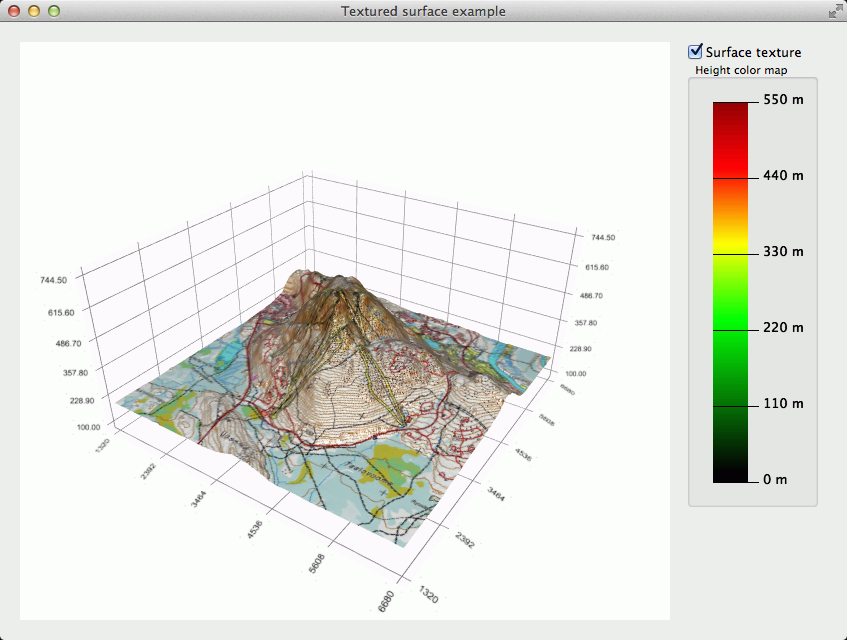 Textured surface example
Surface texture
Height color map
550 m
440 m
330 m
220 m
110 m
0 m
744.50
615.60
486.70
357.80
228.90
100.00
744.50
615.60
486.70
357.80
228.90
100.00
1320
2392
3464
4536
5608
6680
6680
5608
4536
3464
2392
1320